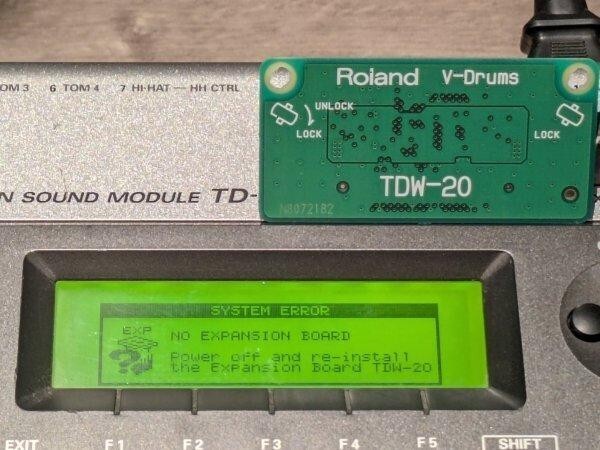 OM 3 6 TOM 4 7 HI-HAT — HH CTRL
Roland V-Drums
UNLOCK
LOCK
LOCK
TDW-20
N8072182
N SOUND MODULE TD-
SYSTEM ERROR
EXP
NO EXPANSION BOARD
Power off and re-install
the Expansion Board TDW-20
EXIT F1 F2 F3 F4 F5 SHIFT